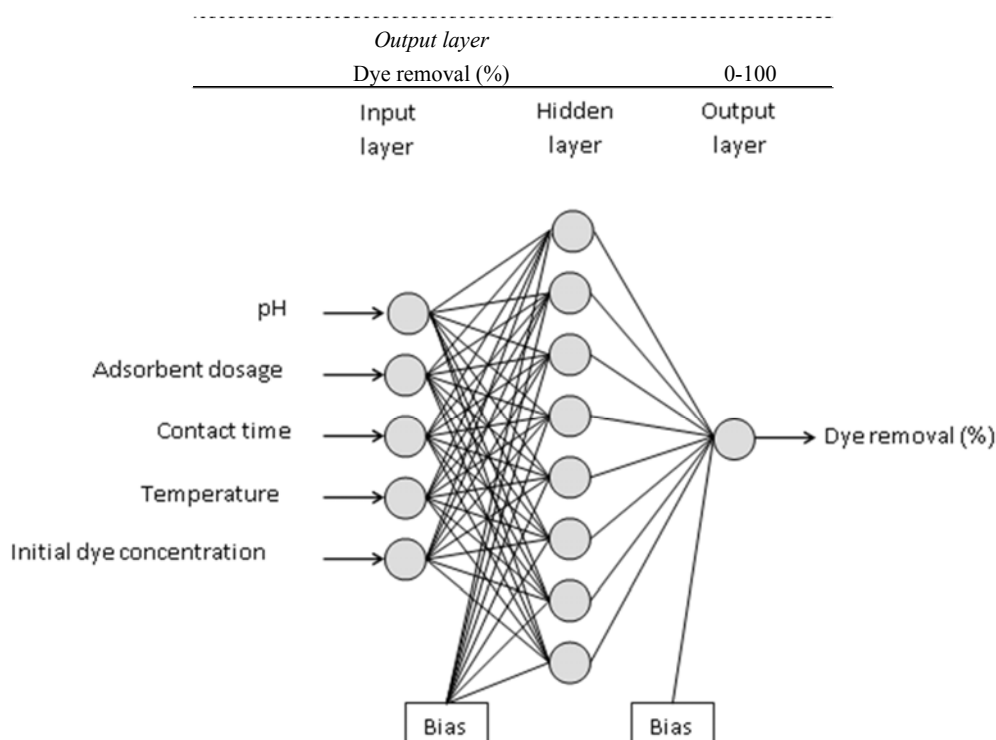 Output layer
Dye removal (%) 0-100
Input layer
Hidden layer
Output layer
pH
Adsorbent dosage
Contact time
Dye removal (%)
Temperature
Initial dye concentration
Bias
Bias